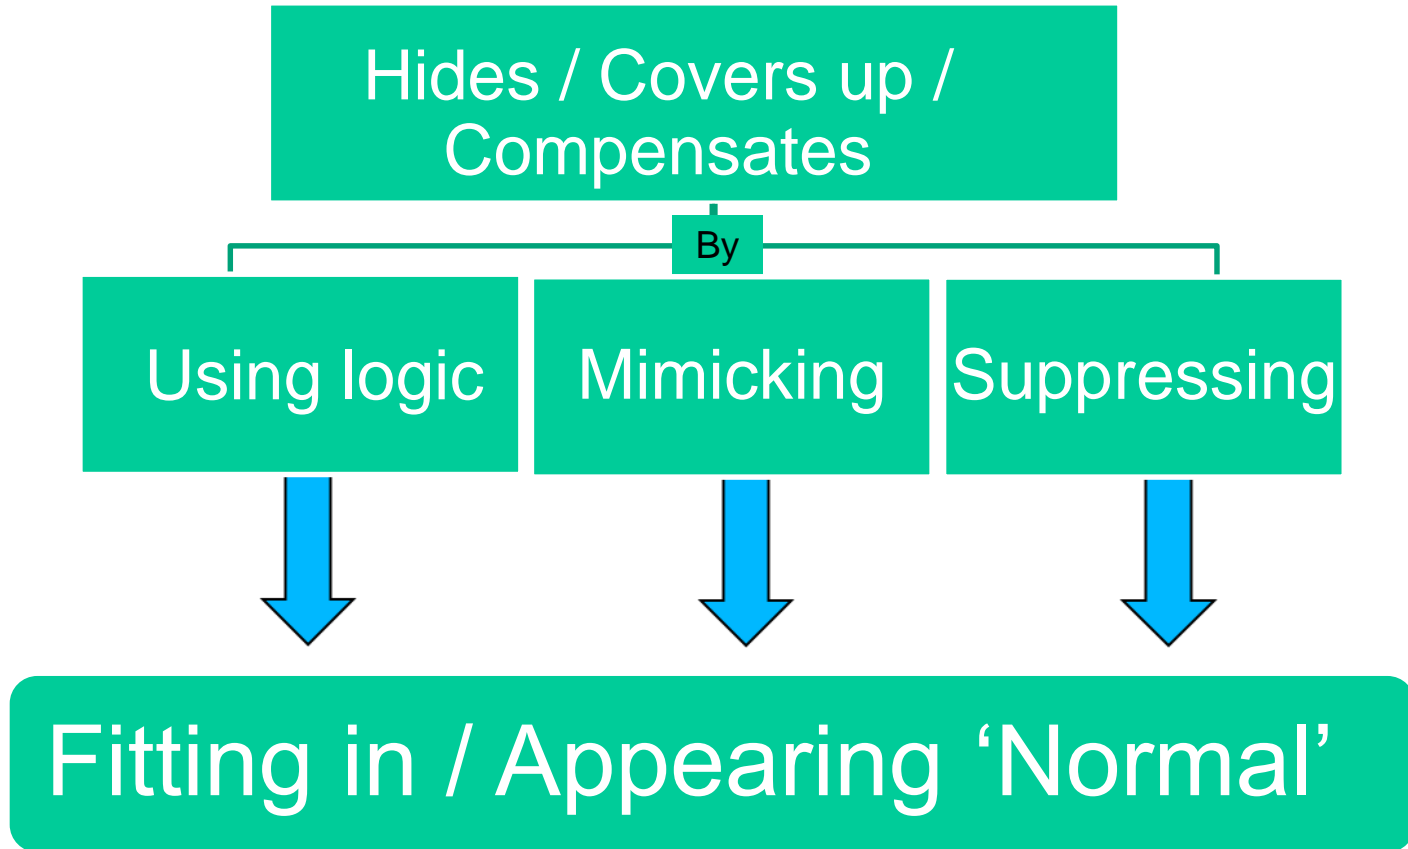 Hides / Covers up /
Compensates
By
Using logic
Mimicking
Suppressing
Fitting in / Appearing ‘Normal’